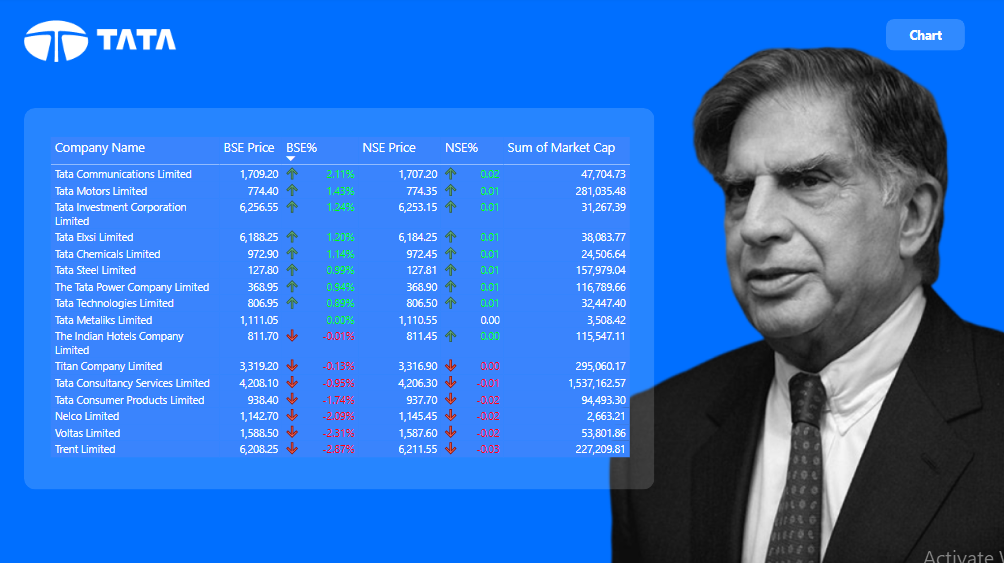 TATA
Chart
Company Name BSE Price BSE% NSE Price NSE% Sum of Market Cap
Tata Communications Limited 1,709.20 2.11% 1,707.20 0.02 47,704.73
Tata Motors Limited 774.40 1.43% 774.35 0.01 281,035.48
Tata Investment Corporation 6,256.55 1.24% 6,253.15 0.01 31,267.39
Limited
Tata Elxsi Limited 6,188.25 1.20% 6,184.25 0.01 38,083.77
Tata Chemicals Limited 972.90 1.14% 972.45 0.01 24,506.64
Tata Steel Limited 127.80 0.99% 127.81 0.01 157,979.04
The Tata Power Company Limited 368.95 0.94% 368.90 0.01 116,789.66
Tata Technologies Limited 806.95 806.50 0.01 32,447.40
Tata Metaliks Limited 1,111.05 0.00% 1,110.55 0.00 3,508.42
The Indian Hotels Company 811.70 -0.01% 811.45 0.00 115,547.11
Limited
Titan Company Limited 3,319.20 -0.13% 3,316.90 0.00 295,060.17
Tata Consultancy Services Limited 4,208.10 -0.95% 4,206.30 -0.01 1,537,162.57
Tata Consumer Products Limited 938.40 -1.74% 937.70 -0.02 94,493.30
Nelco Limited 1,142.70 -2.09% 1,145.45 -0.02 2,663.21
Voltas Limited 1,588.50 -2.31% 1,587.60 -0.02 53,801.86
Trent Limited 6,208.25 -2.87% 6,211.55 -0.03 227,209.81
Activate